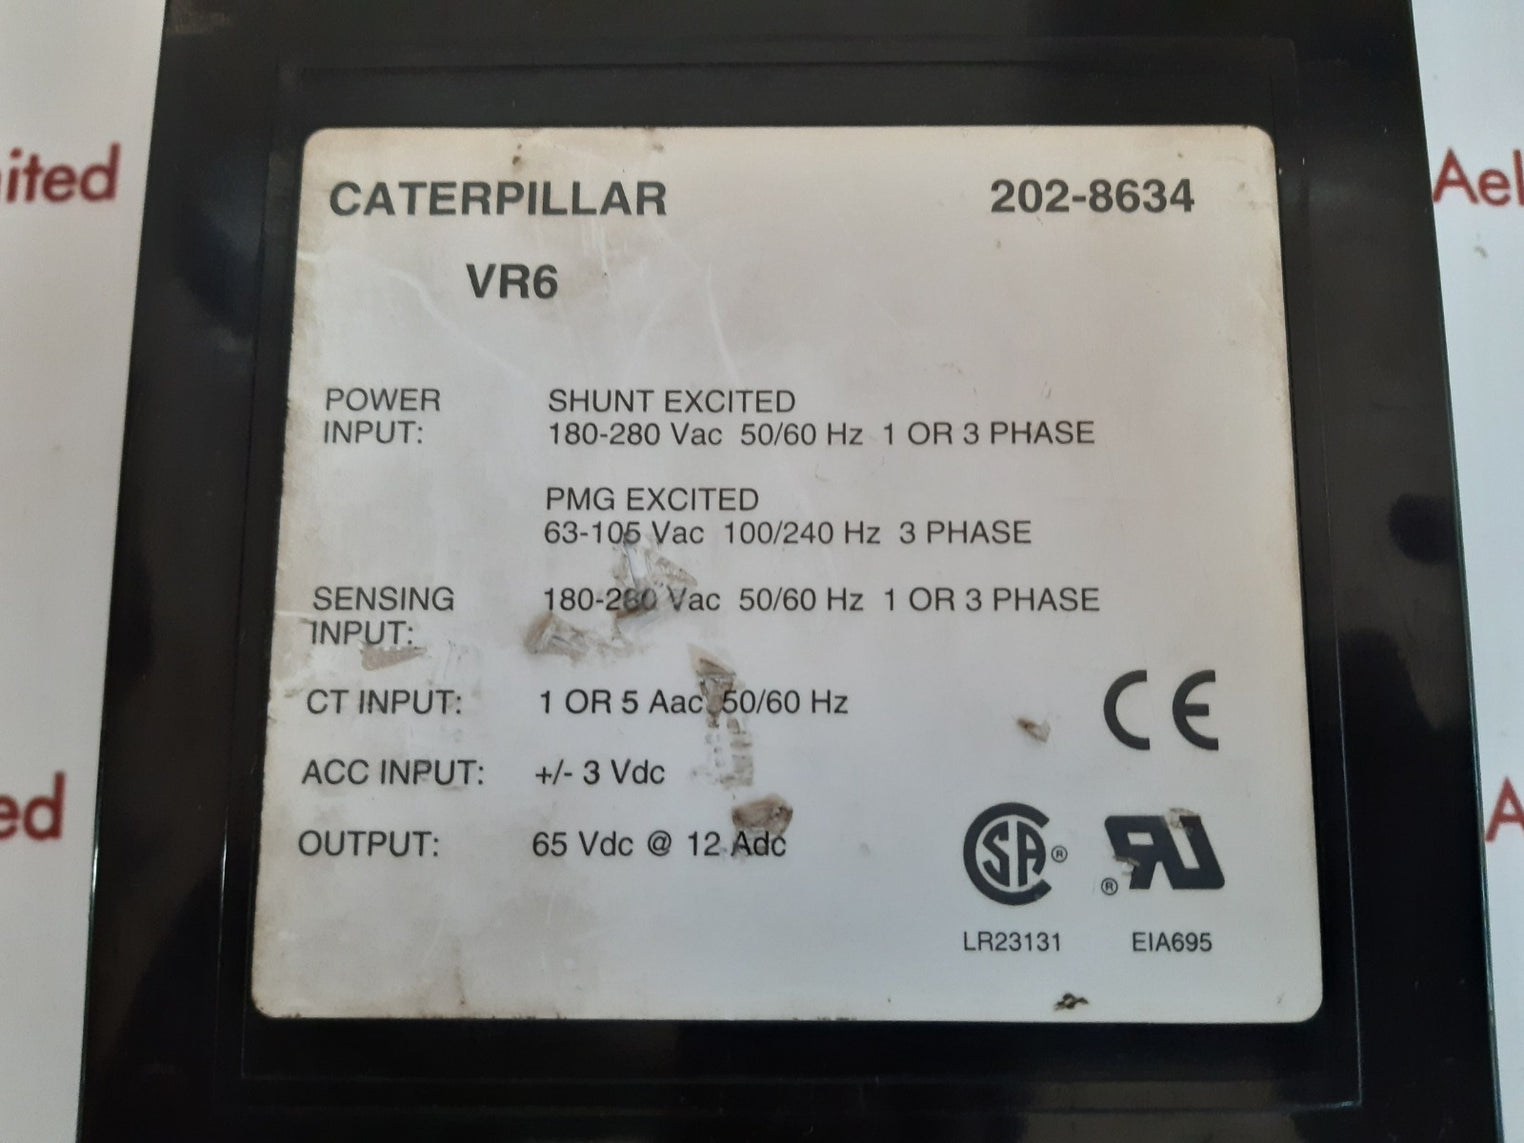 CATERPILLAR 202-8634
VR6
POWER SHUNT EXCITED
INPUT: 180-280 Vac 50/60 Hz 1 OR 3 PHASE
PMG EXCITED
63-105 Vac 100/240 Hz 3 PHASE
SENSING 180-280 Vac 50/60 Hz 1 OR 3 PHASE
INPUT:
CT INPUT: 1 OR 5 Aac 50/60 Hz
ACC INPUT: +/- 3 Vdc
OUTPUT: 65 Vdc @ 12 Adc
CE
SA ® RU ®
LR23131 EIA695
ited
Ael
ed
A